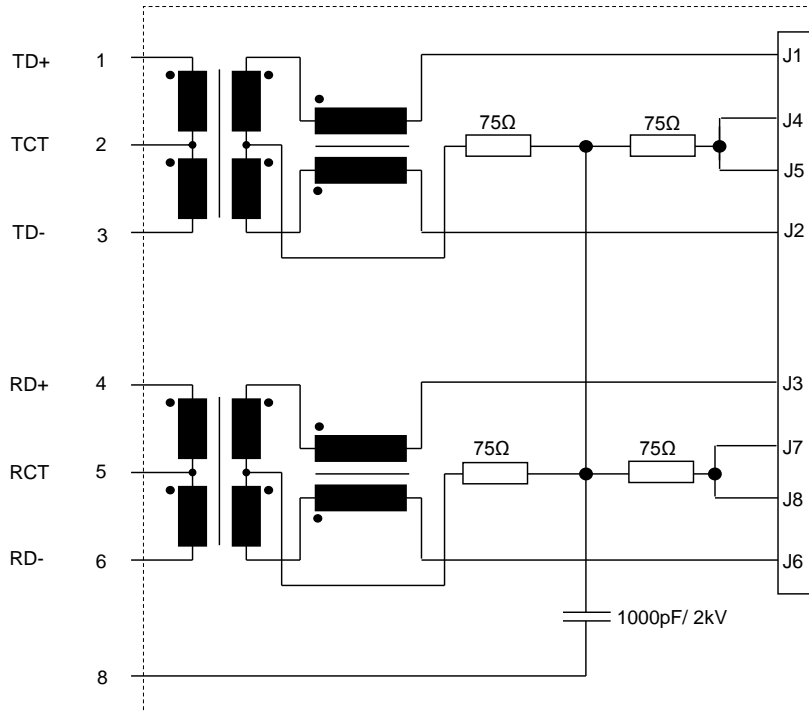 TD+ 1 J1
75Ω 75Ω J4
TCT 2
J5
TD- 3 J2
RD+ 4 J3
75Ω 75Ω J7
RCT 5
J8
RD- 6 J6
1000pF/ 2kV
8